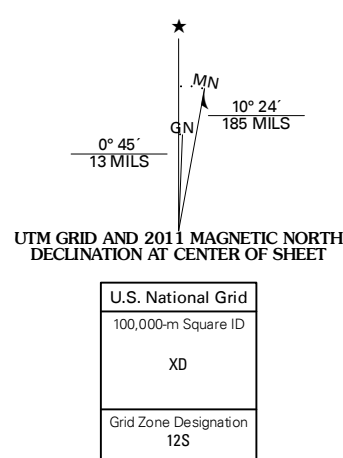 ★
MN
10° 24´
185 MILS
GN
0° 45´
13 MILS
UTM GRID AND 2011 MAGNETIC NORTH
DECLINATION AT CENTER OF SHEET
U.S. National Grid
100,000-m Square ID
XD
Grid Zone Designation
12S